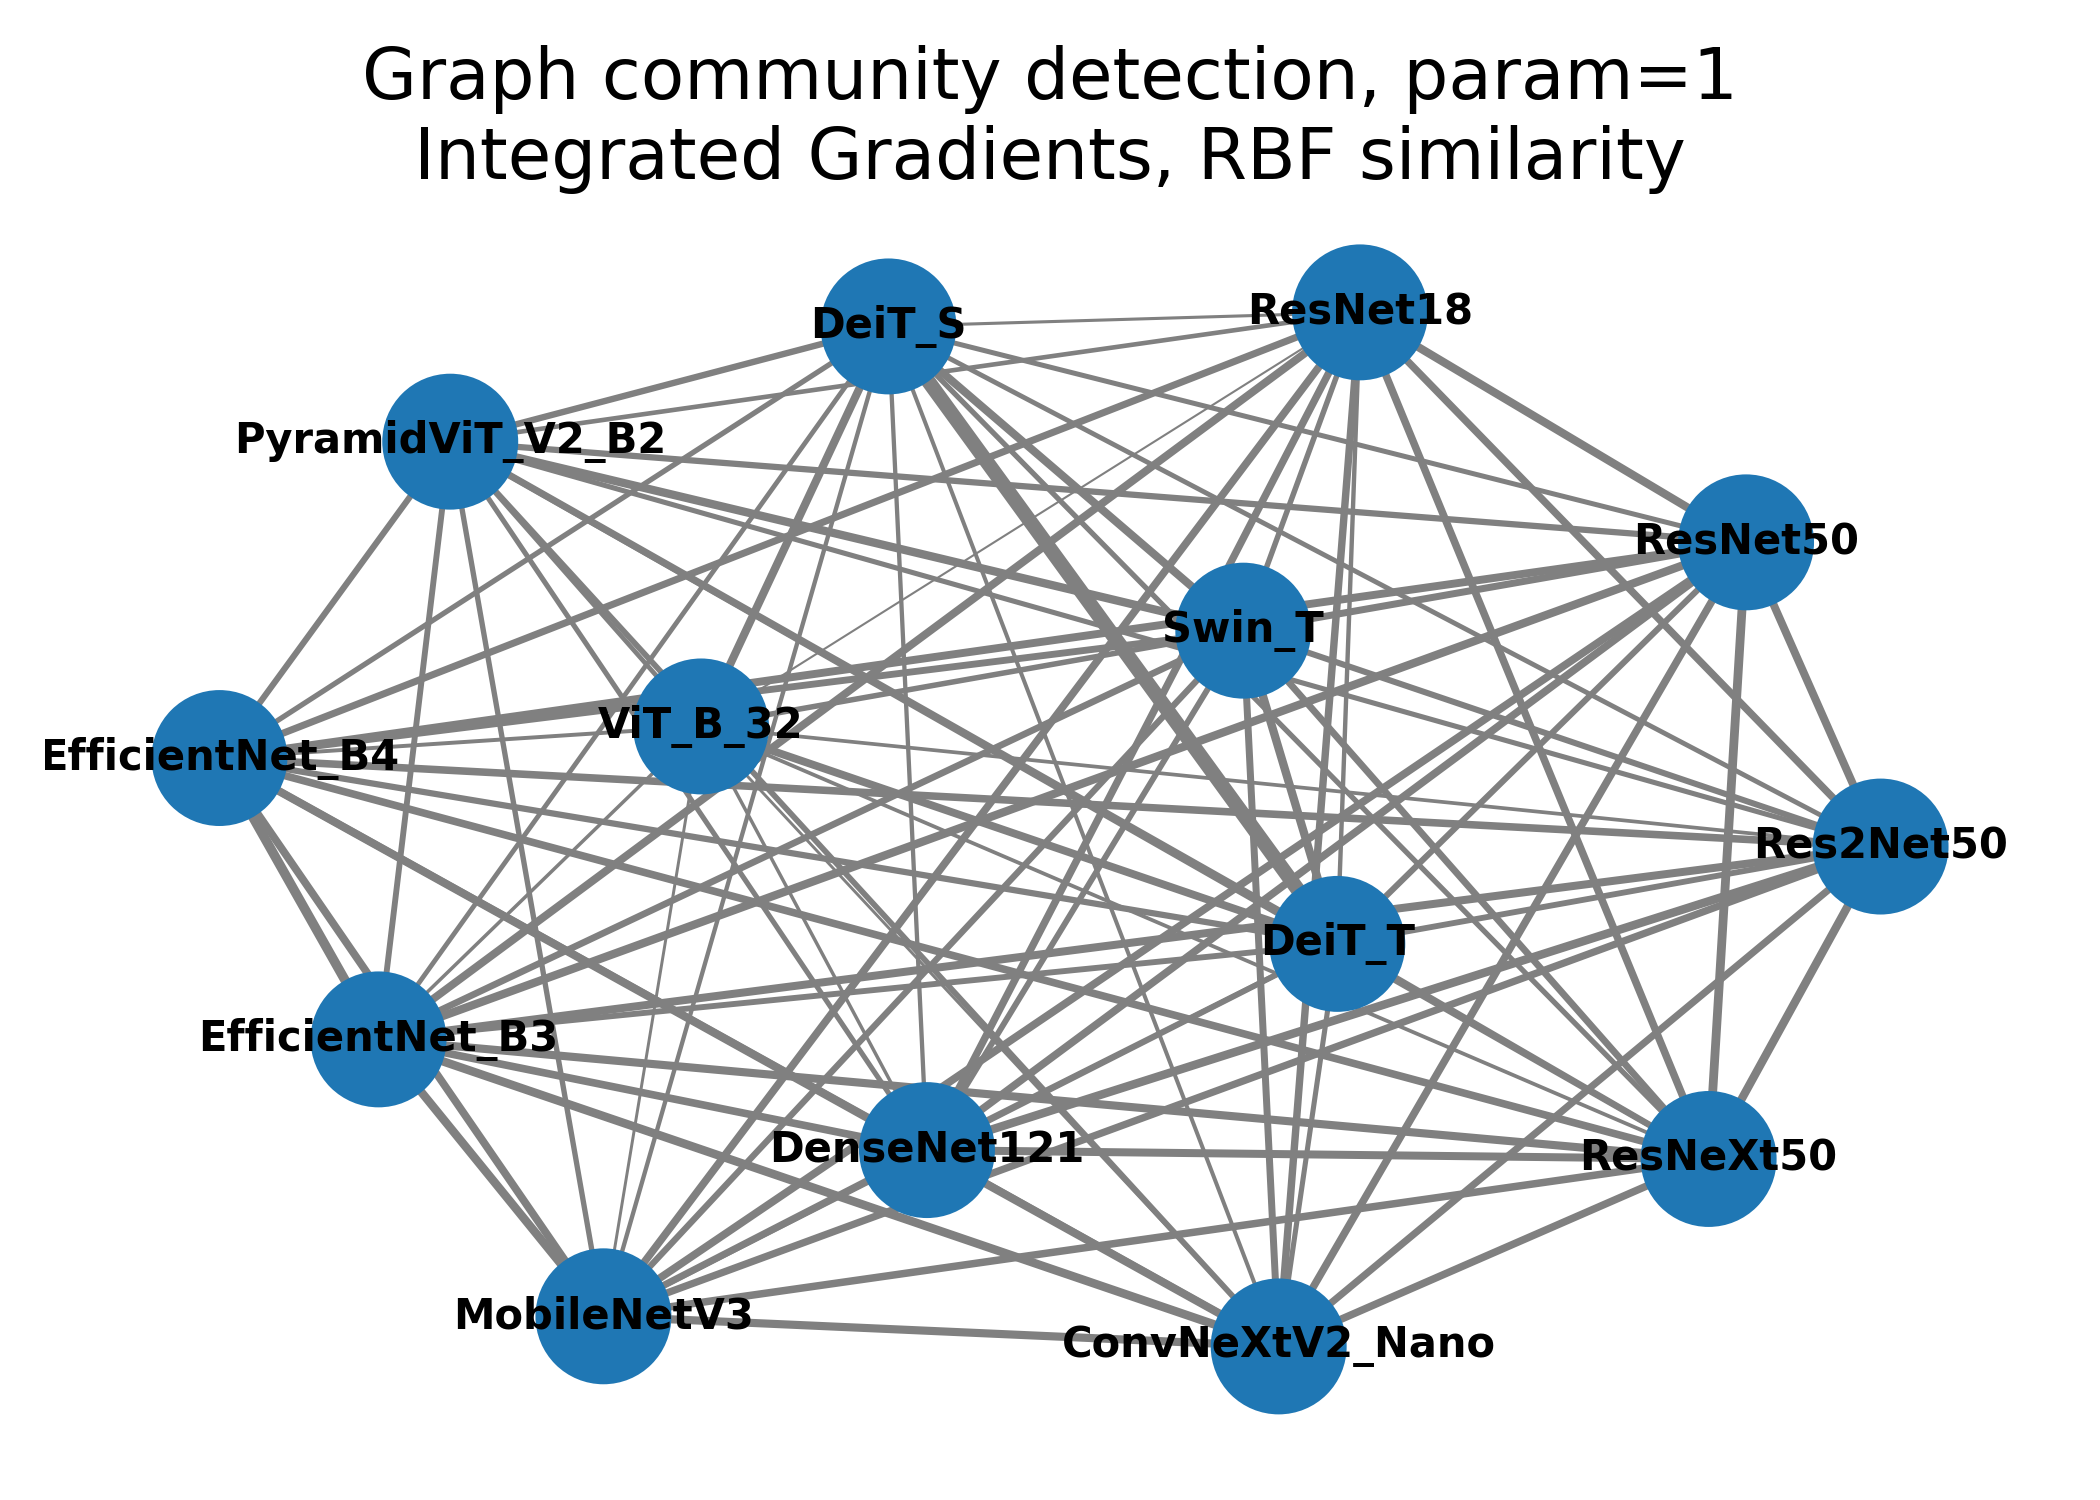 Graph community detection, param=1
Integrated Gradients, RBF similarity
DeiT_S
ResNet18
PyramidViT_V2_B2
ResNet50
Swin_T
ViT_B_32
EfficientNet_B4
Res2Net50
DeiT_T
EfficientNet_B3
DenseNet121
ResNeXt50
MobileNetV3
ConvNeXtV2_Nano